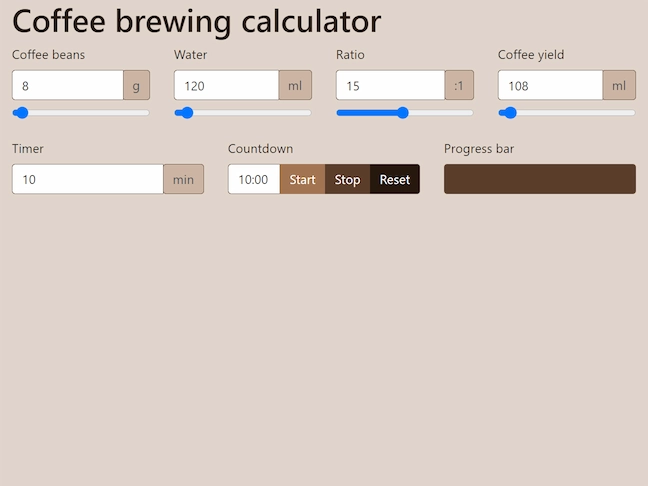 Coffee brewing calculator
Coffee beans Water Ratio Coffee yield
8 g 120 ml 15 :1 108 ml
Timer Countdown Progress bar
10 min 10:00 Start Stop Reset